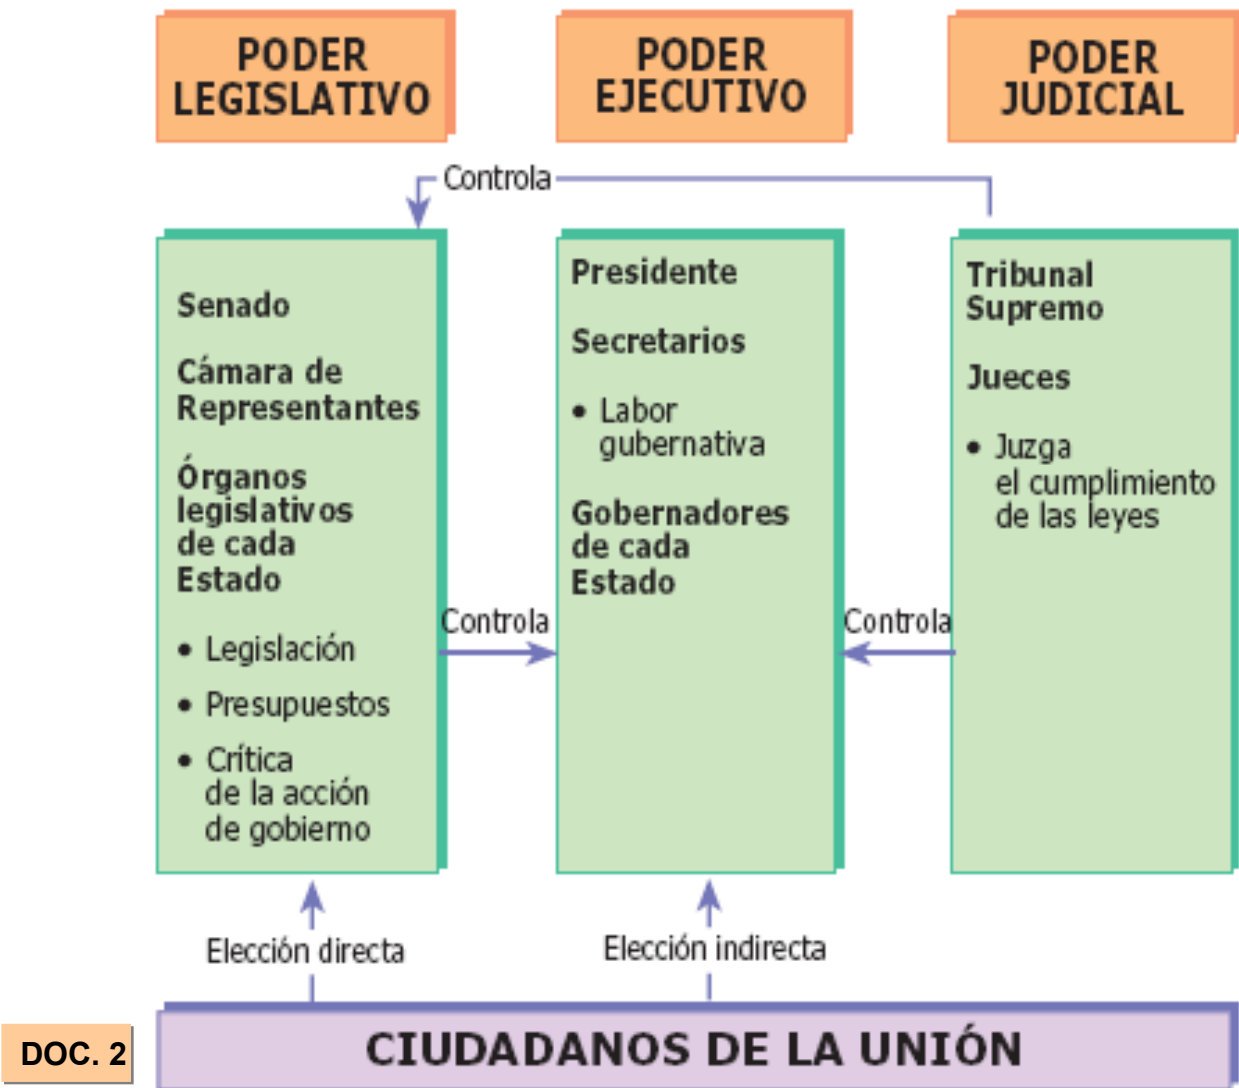 PODER
LEGISLATIVO
PODER
EJECUTIVO
PODER
JUDICIAL
Controla
Senado
Cámara de
Representantes
Órganos
legislativos
de cada
Estado
• Legislación
• Presupuestos
• Crítica
de la acción
de gobierno
Controla
Presidente
Secretarios
• Labor
gubernativa
Gobernadores
de cada
Estado
Controla
Tribunal
Supremo
Jueces
• Juzga
el cumplimiento
de las leyes
Elección directa
Elección indirecta
DOC. 2
CIUDADANOS DE LA UNIÓN